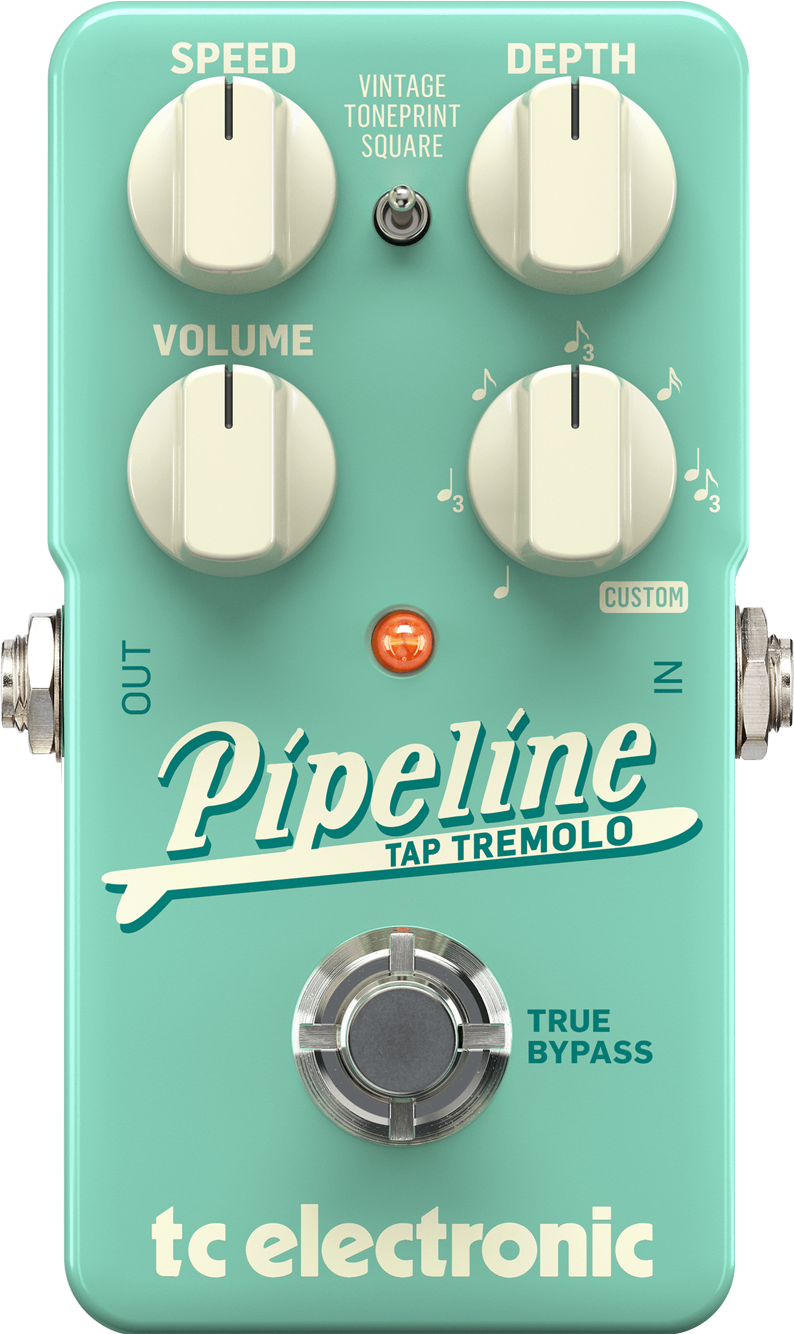 SPEED
VINTAGE
TONEPRINT
SQUARE
DEPTH
VOLUME
3
3
3
CUSTOM
OUT
IN
Pipeline
TAP TREMOLO
TRUE
BYPASS
tc electronic